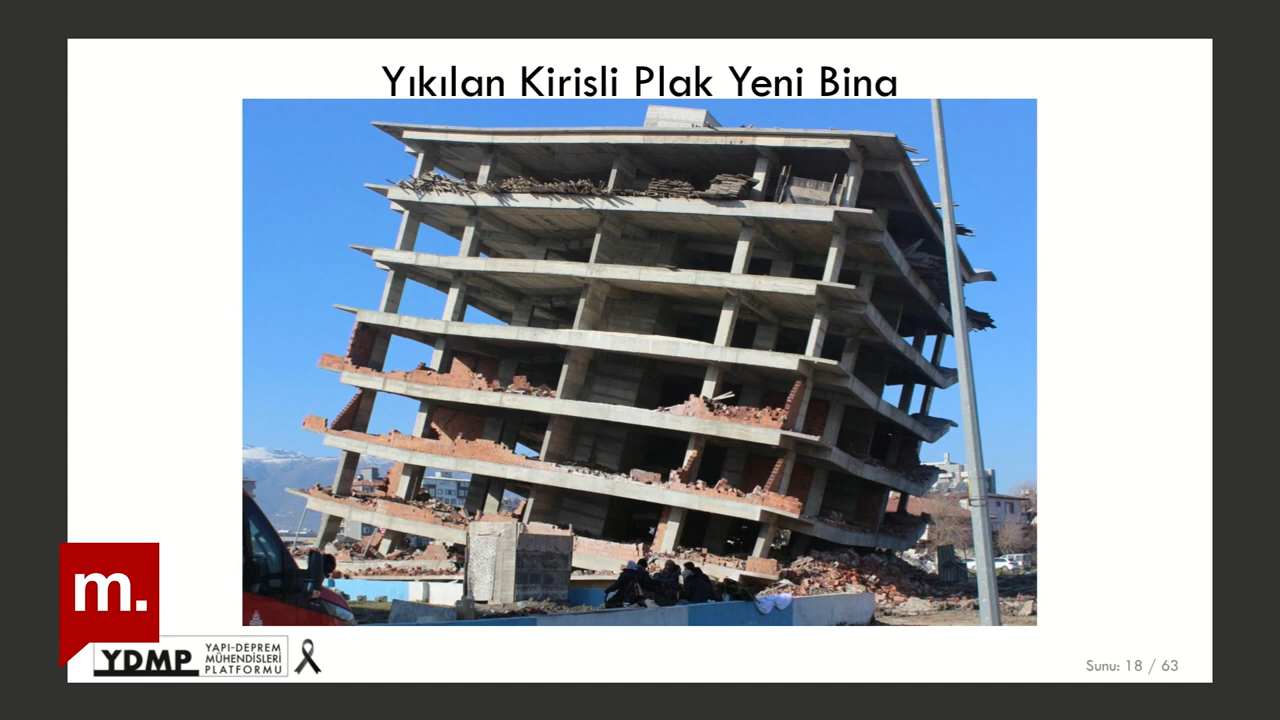 Yıkılan Kirisli Plak Yeni Bina
m.
YDMP
YAPI-DEPREM
MÜHENDİSLERİ
PLATFORMU
Sunu: 18 / 63